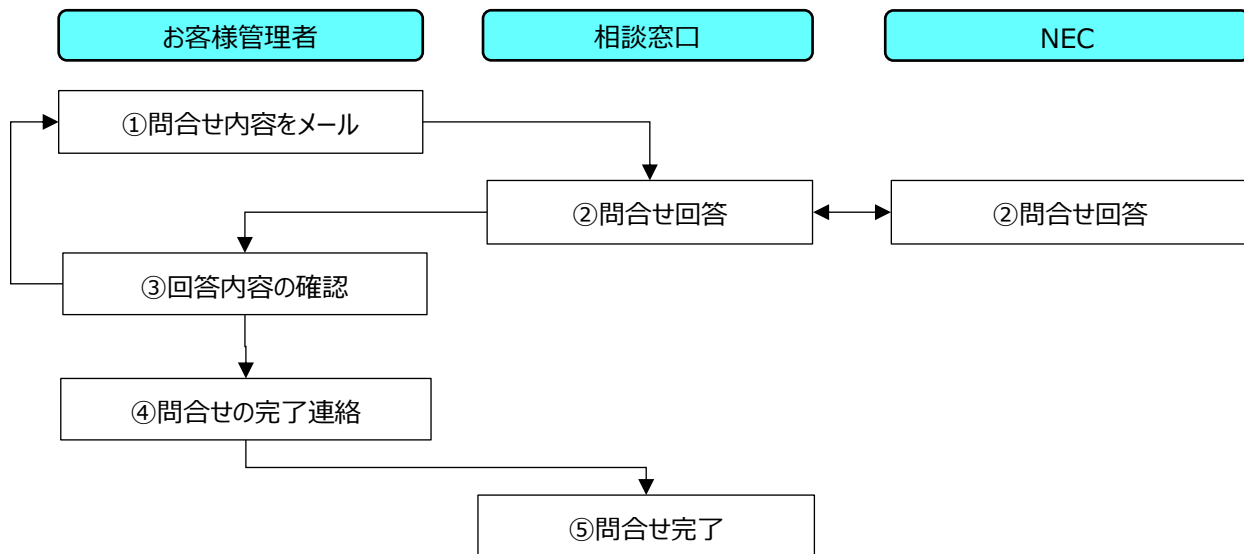 お客様管理者
相談窓口
NEC
①問合せ内容をメール
②問合せ回答
②問合せ回答
③回答内容の確認
④問合せの完了連絡
⑤問合せ完了